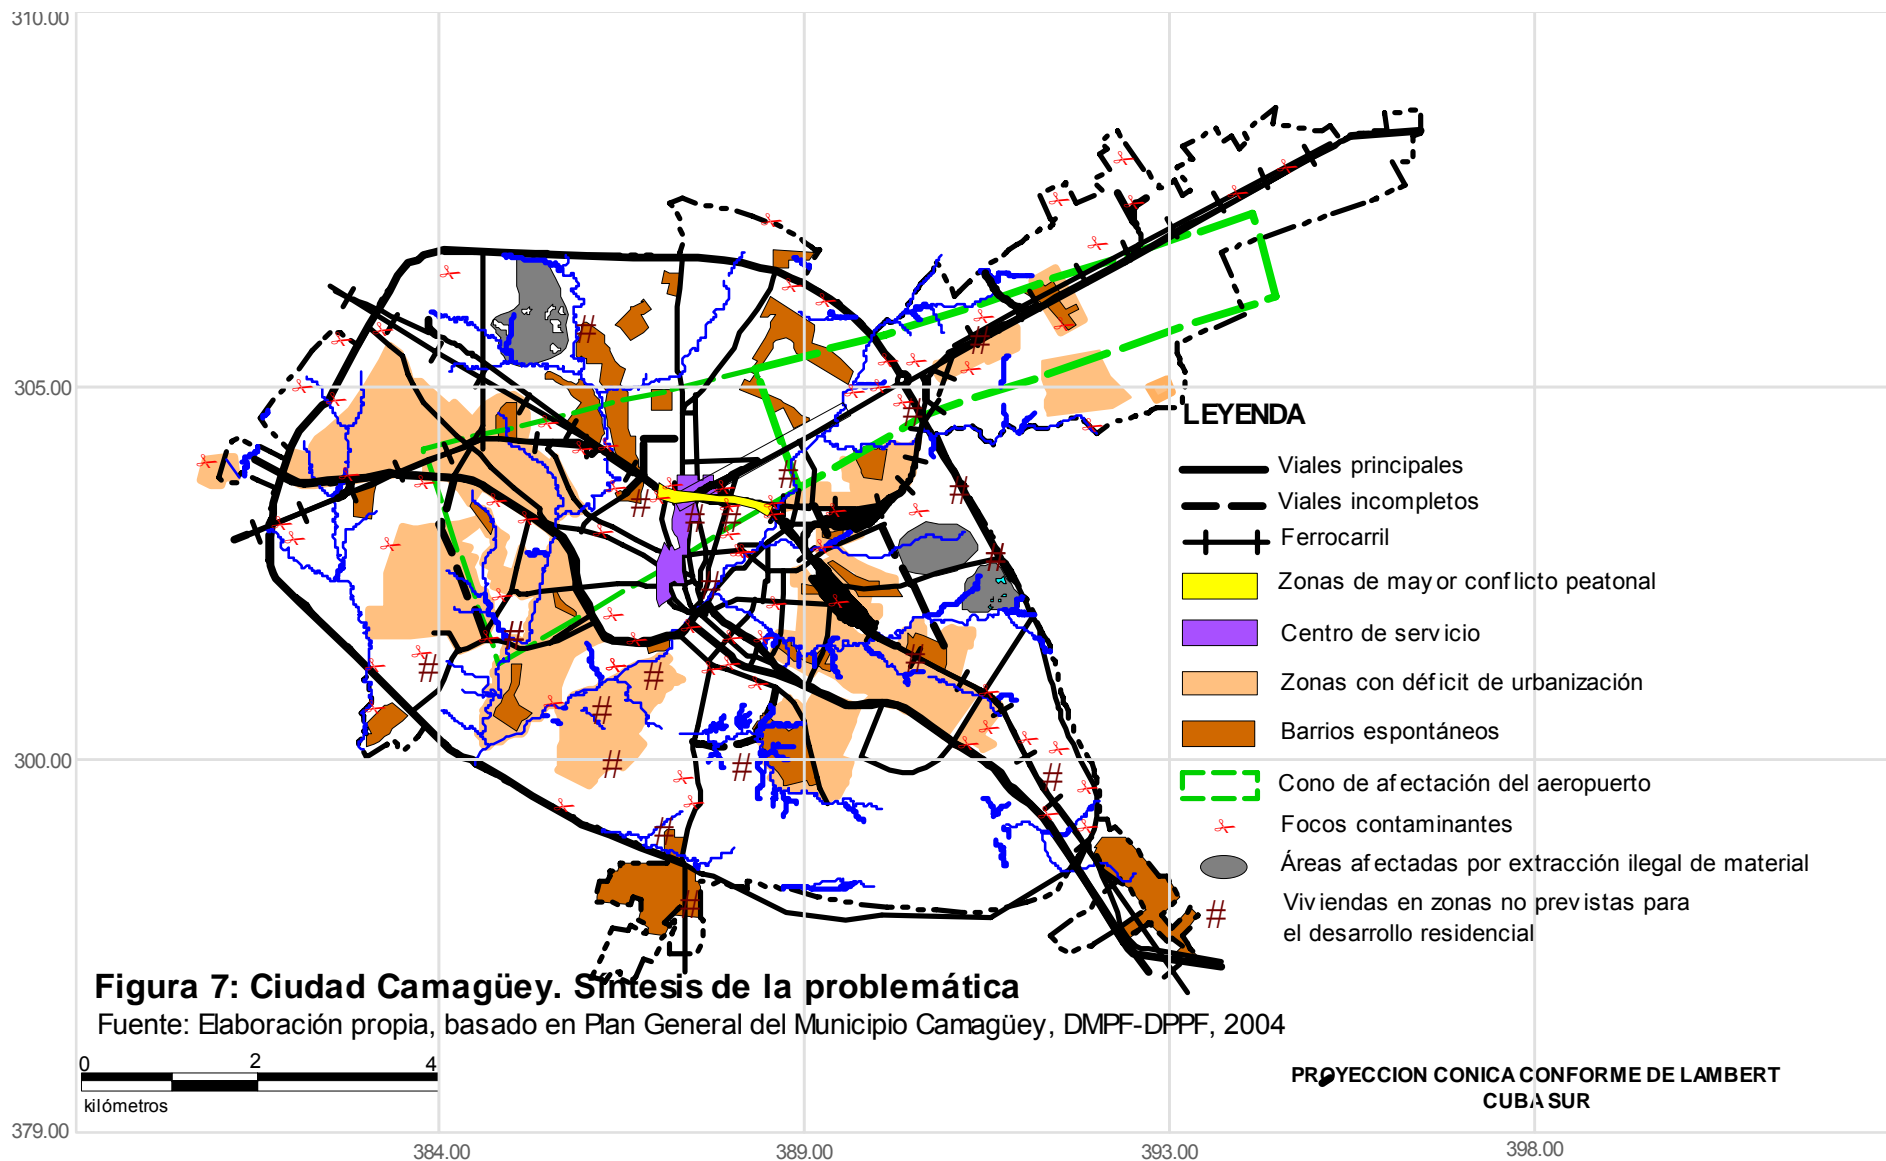 310.00
305.00
300.00
379.00
384.00
389.00
393.00
398.00
LEYENDA
Viales principales
Viales incompletos
Ferrocarril
Zonas de mayor conflicto peatonal
Centro de servicio
Zonas con déficit de urbanización
Barrios espontáneos
Cono de afectación del aeropuerto
Focos contaminantes
Áreas afectadas por extracción ilegal de material
Viviendas en zonas no previstas para
el desarrollo residencial
Figura 7: Ciudad Camagüey. Síntesis de la problemática
Fuente: Elaboración propia, basado en Plan General del Municipio Camagüey, DMPF-DPPF, 2004
0 2 4
kilómetros
PROYECCION CONICA CONFORME DE LAMBERT
CUBA SUR